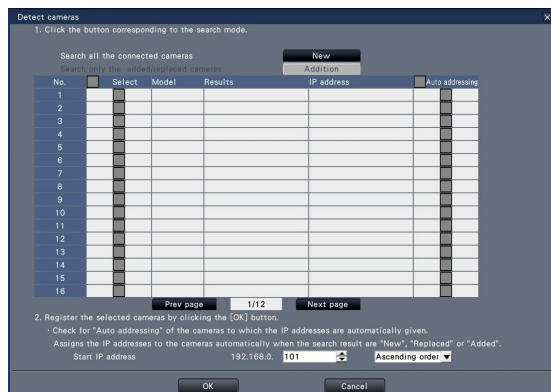 Detect cameras
1. Click the button corresponding to the search mode.
Search all the connected cameras New
Search only the added/replaced cameras Addition
No. Select Model Results IP address Auto addressing
1
2
3
4
5
6
7
8
9
10
11
12
13
14
15
16
Prev page 1/12 Next page
2. Register the selected cameras by clicking the [OK] button.
· Check for "Auto addressing" of the cameras to which the IP addresses are automatically given.
Assigns the IP addresses to the cameras automatically when the search result are "New", "Replaced" or "Added".
Start IP address 192.168.0. 101 Ascending order
OK Cancel